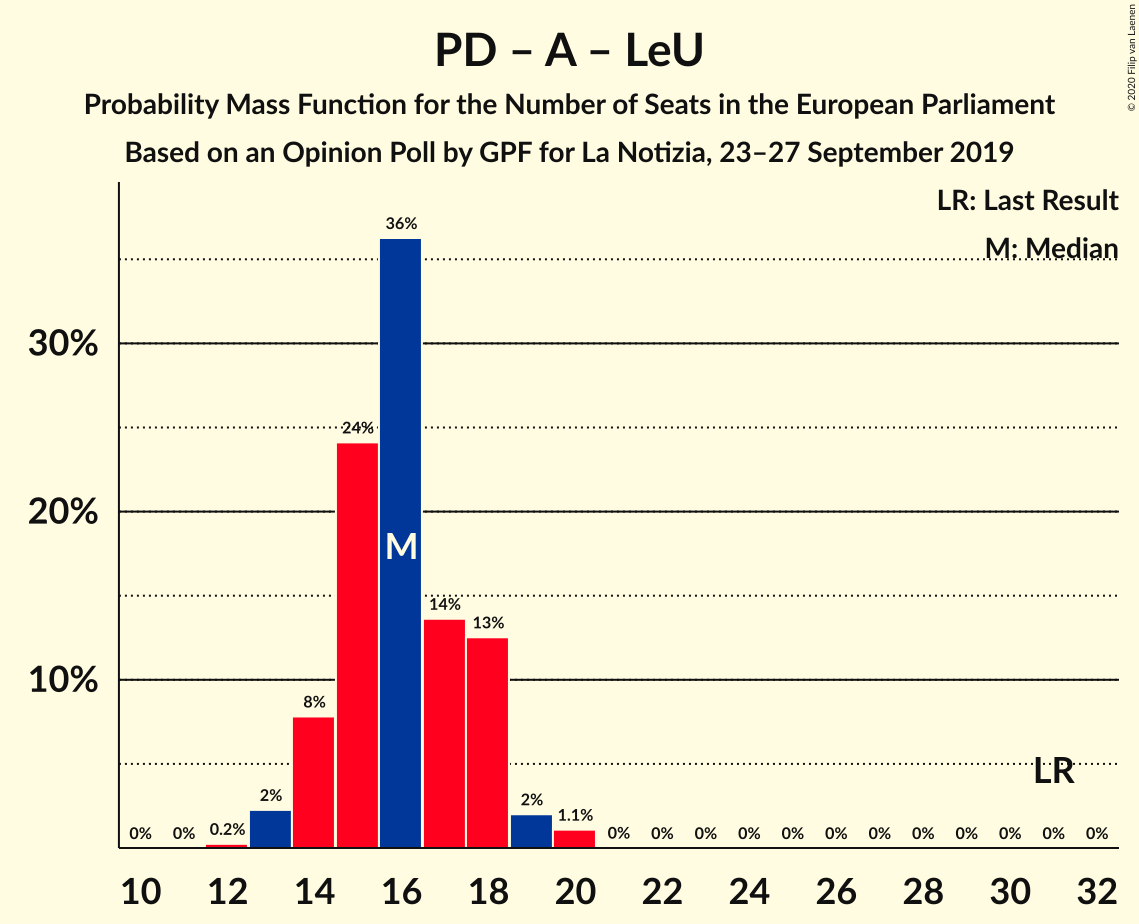 PD – A – LeU
Probability Mass Function for the Number of Seats in the European Parliament
Based on an Opinion Poll by GPF for La Notizia, 23–27 September 2019
© 2020 Filip van Laenen
LR: Last Result
M: Median
30%
20%
10%
0% 0% 0.2% 2% 8% 24% 36% 14% 13% 2% 1.1% 0% 0% 0% 0% 0% 0% 0% 0% 0% 0% 0% 0%
M
LR
10 12 14 16 18 20 22 24 26 28 30 32